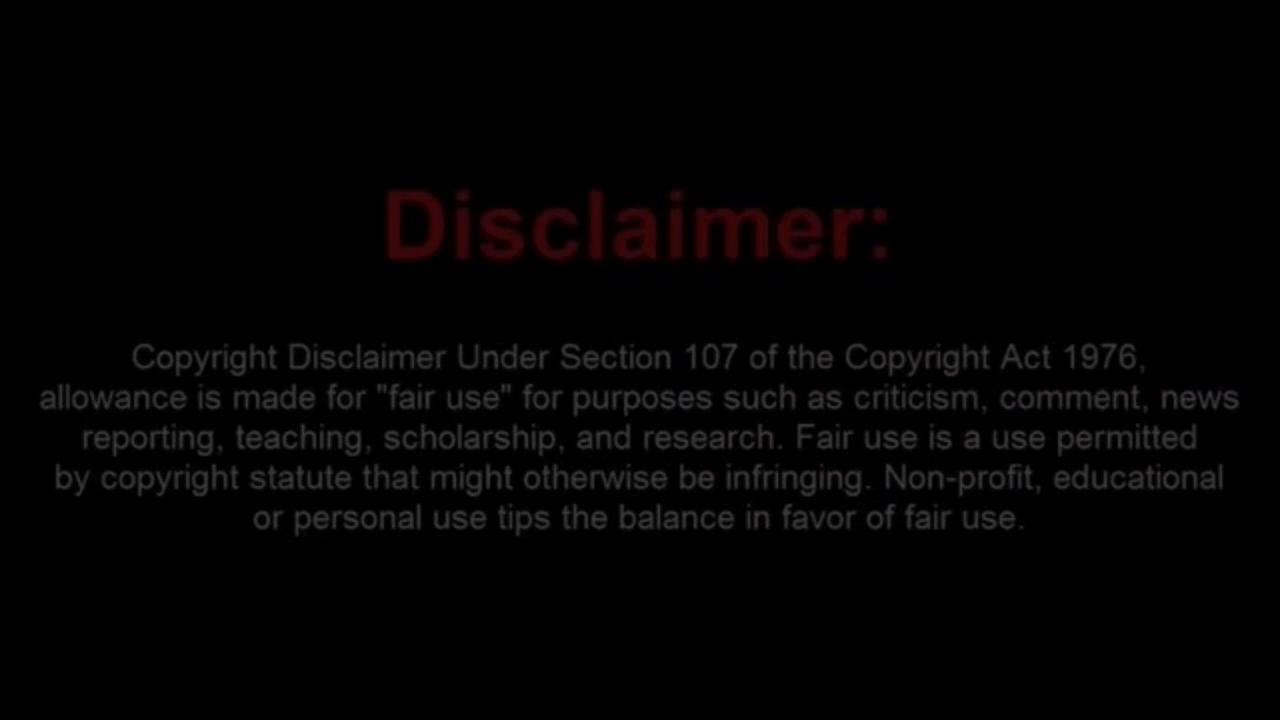 Disclaimer:
Copyright Disclaimer Under Section 107 of the Copyright Act 1976,
allowance is made for "fair use" for purposes such as criticism, comment, news
reporting, teaching, scholarship, and research. Fair use is a use permitted
by copyright statute that might otherwise be infringing. Non-profit, educational
or personal use tips the balance in favor of fair use.